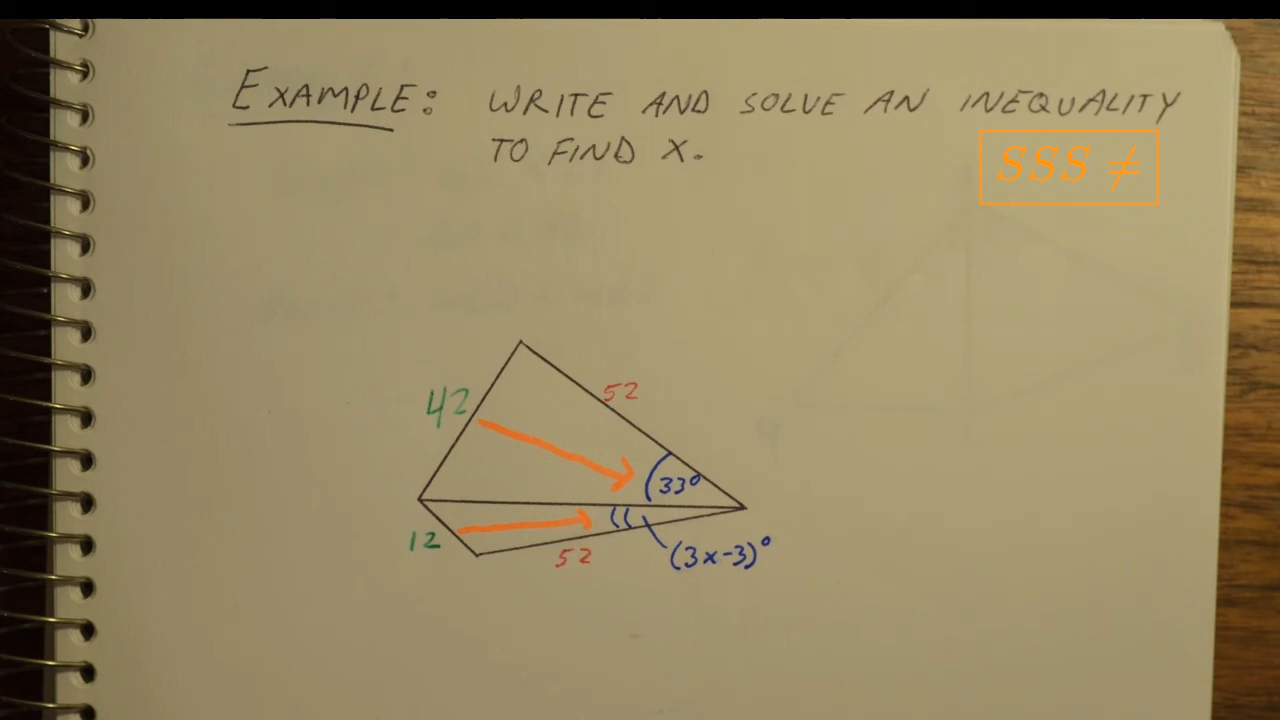 EXAMPLE: WRITE AND SOLVE AN INEQUALITY
TO FIND X.
SSS ≠
42
52
33°
12
52
(3x-3)°